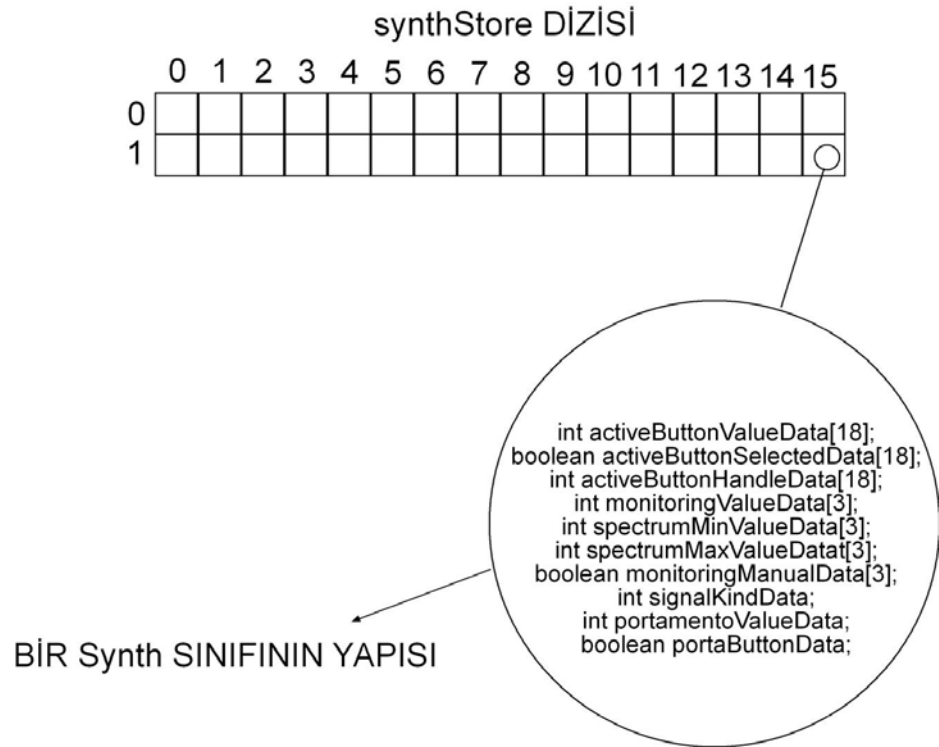 synthStore DİZİSİ
0 1 2 3 4 5 6 7 8 9 10 11 12 13 14 15
0
1
int activeButtonValueData[18];
boolean activeButtonSelectedData[18];
int activeButtonHandleData[18];
int monitoringValueData[3];
int spectrumMinValueData[3];
int spectrumMaxValueDatat[3];
boolean monitoringManualData[3];
int signalKindData;
int portamentoValueData;
boolean portaButtonData;
BİR Synth SINIFININ YAPISI